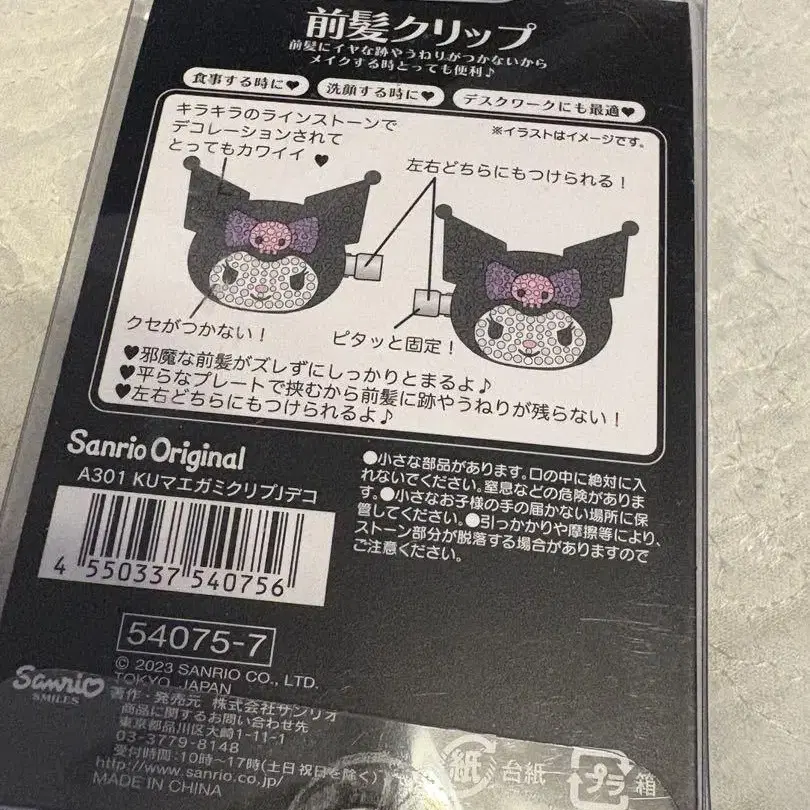 前髪クリップ
前髪にイヤな跡やうねりがつかないから
メイクする時とっても便利♪
食事する時に♥ 洗顔する時に♥ デスクワークにも最適♥
※イラストはイメージです。
キラキラのラインストーンで
デコレーションされて
とってもカワイイ ♥
左右どちらにもつけられる！
クセがつかない！
ピタッと固定！
♥邪魔な前髪がズレずにしっかりとまるよ♪
♥平らなプレートで挟むから前髪に跡やうねりが残らない！
♥左右どちらにもつけられるよ♪
Sanrio Original
A301 KUマエガミクリプJデコ
4 550337 540756
●小さな部品があります。口の中に絶対に入
れないでください。窒息などの危険がありま
す。●小さなお子様の手の届かない場所に保
管してください。●引っかかりや摩擦等により、
ストーン部分が脱落する場合がありますので
ご注意ください。
54075-7
© 2023 SANRIO CO., LTD.
TOKYO, JAPAN
Sanrio
SMILES
著作・発売元 株式会社サンリオ
商品に関するお問い合わせ先
東京都品川区大崎1-11-1
03-3779-8148
受付時間：10時〜17時(土日祝日を除く)
http://www.sanrio.co.jp/
MADE IN CHINA
紙 台紙
プラ 箱